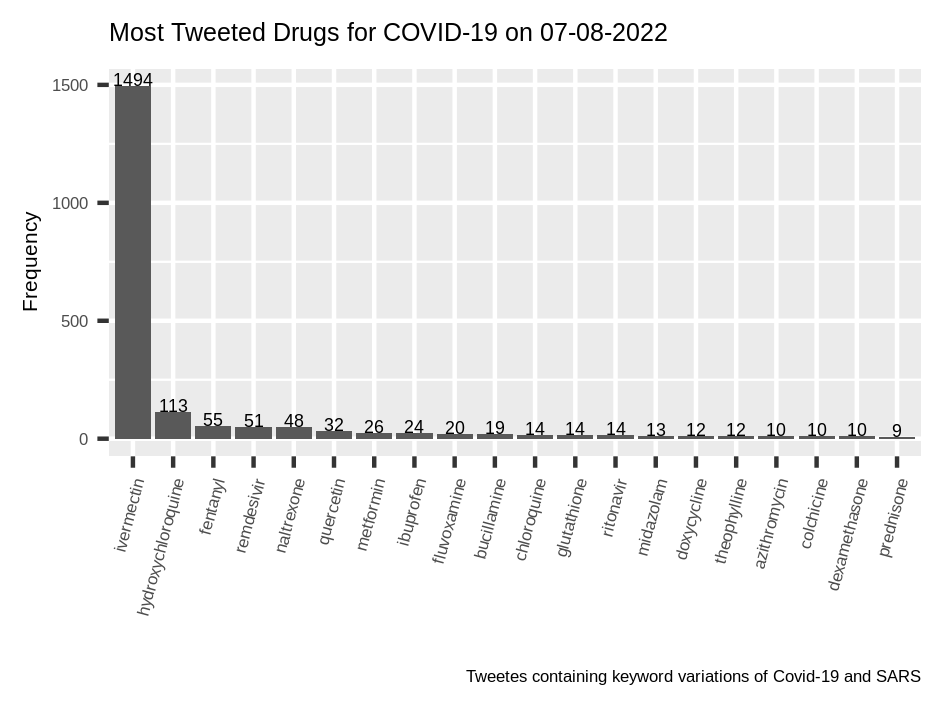 Most Tweeted Drugs for COVID-19 on 07-08-2022
Frequency
1500
1000
500
0
1494
113
55
51
48
32
26
24
20
19
14
14
14
13
12
12
10
10
10
9
ivermectin
hydroxychloroquine
fentanyl
remdesivir
naltrexone
quercetin
metformin
ibuprofen
fluvoxamine
bucillamine
chloroquine
glutathione
ritonavir
midazolam
doxycycline
theophylline
azithromycin
colchicine
dexamethasone
prednisone
Tweetes containing keyword variations of Covid-19 and SARS